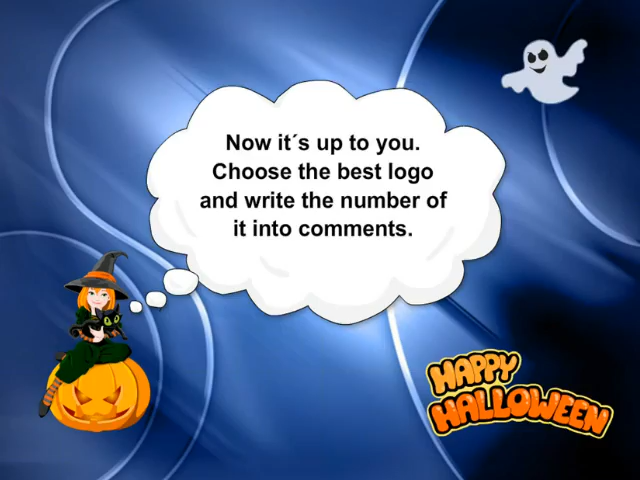 Now it´s up to you.
Choose the best logo
and write the number of
it into comments.
HAPPY
HALLOWEEN